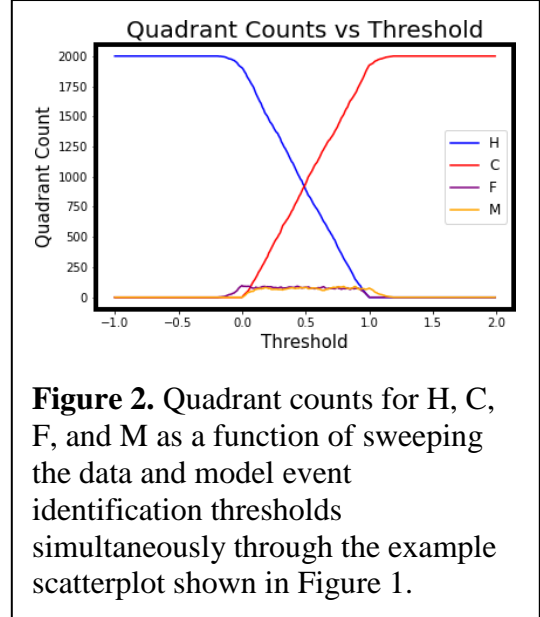 Quadrant Counts vs Threshold
2000
1750
1500
1250
1000
750
500
250
0
Quadrant Count
H
C
F
M
−1.0 −0.5 0.0 0.5 1.0 1.5 2.0
Threshold
Figure 2. Quadrant counts for H, C,
F, and M as a function of sweeping
the data and model event
identification thresholds
simultaneously through the example
scatterplot shown in Figure 1.